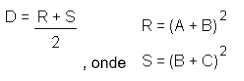 D = (R + S) / 2 , onde
R = (A + B)²
S = (B + C)²